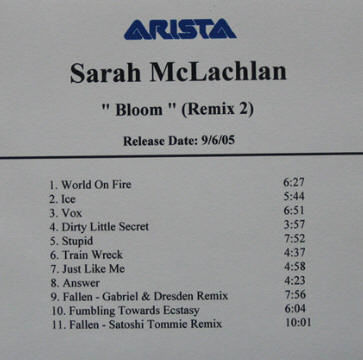 ARISTA
Sarah McLachlan
" Bloom " (Remix 2)
Release Date: 9/6/05
1. World On Fire 6:27
2. Ice 5:44
3. Vox 6:51
4. Dirty Little Secret 3:57
5. Stupid 7:52
6. Train Wreck 4:37
7. Just Like Me 4:58
8. Answer 4:23
9. Fallen - Gabriel & Dresden Remix 7:56
10. Fumbling Towards Ecstasy 6:04
11. Fallen - Satoshi Tommie Remix 10:01